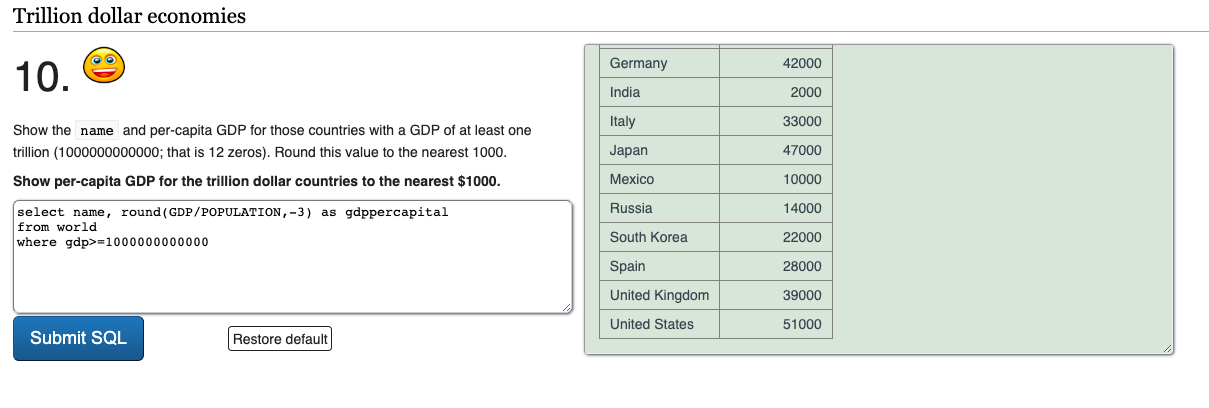 Trillion dollar economies
10.
Show the name and per-capita GDP for those countries with a GDP of at least one
trillion (1000000000000; that is 12 zeros). Round this value to the nearest 1000.
Show per-capita GDP for the trillion dollar countries to the nearest $1000.
select name, round(GDP/POPULATION,-3) as gdppercapital
from world
where gdp>=1000000000000
Submit SQL
Restore default
Germany 42000
India 2000
Italy 33000
Japan 47000
Mexico 10000
Russia 14000
South Korea 22000
Spain 28000
United Kingdom 39000
United States 51000